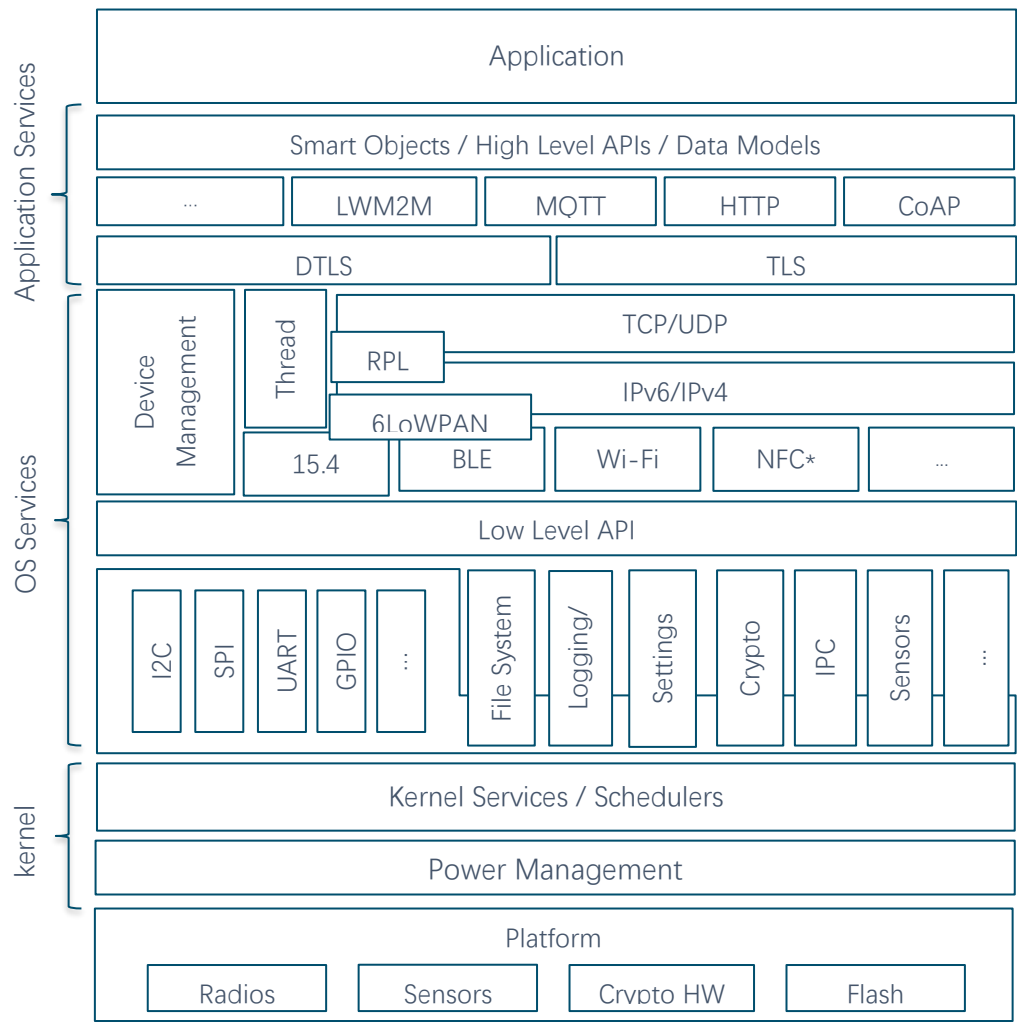 Application
Application Services
Smart Objects / High Level APIs / Data Models
...
LWM2M
MQTT
HTTP
CoAP
DTLS
TLS
OS Services
Device
Management
Thread
TCP/UDP
RPL
IPv6/IPv4
6LoWPAN
15.4
BLE
Wi-Fi
NFC*
...
Low Level API
I2C
SPI
UART
GPIO
...
File System
Logging/
Settings
Crypto
IPC
Sensors
...
kernel
Kernel Services / Schedulers
Power Management
Platform
Radios
Sensors
Crypto HW
Flash